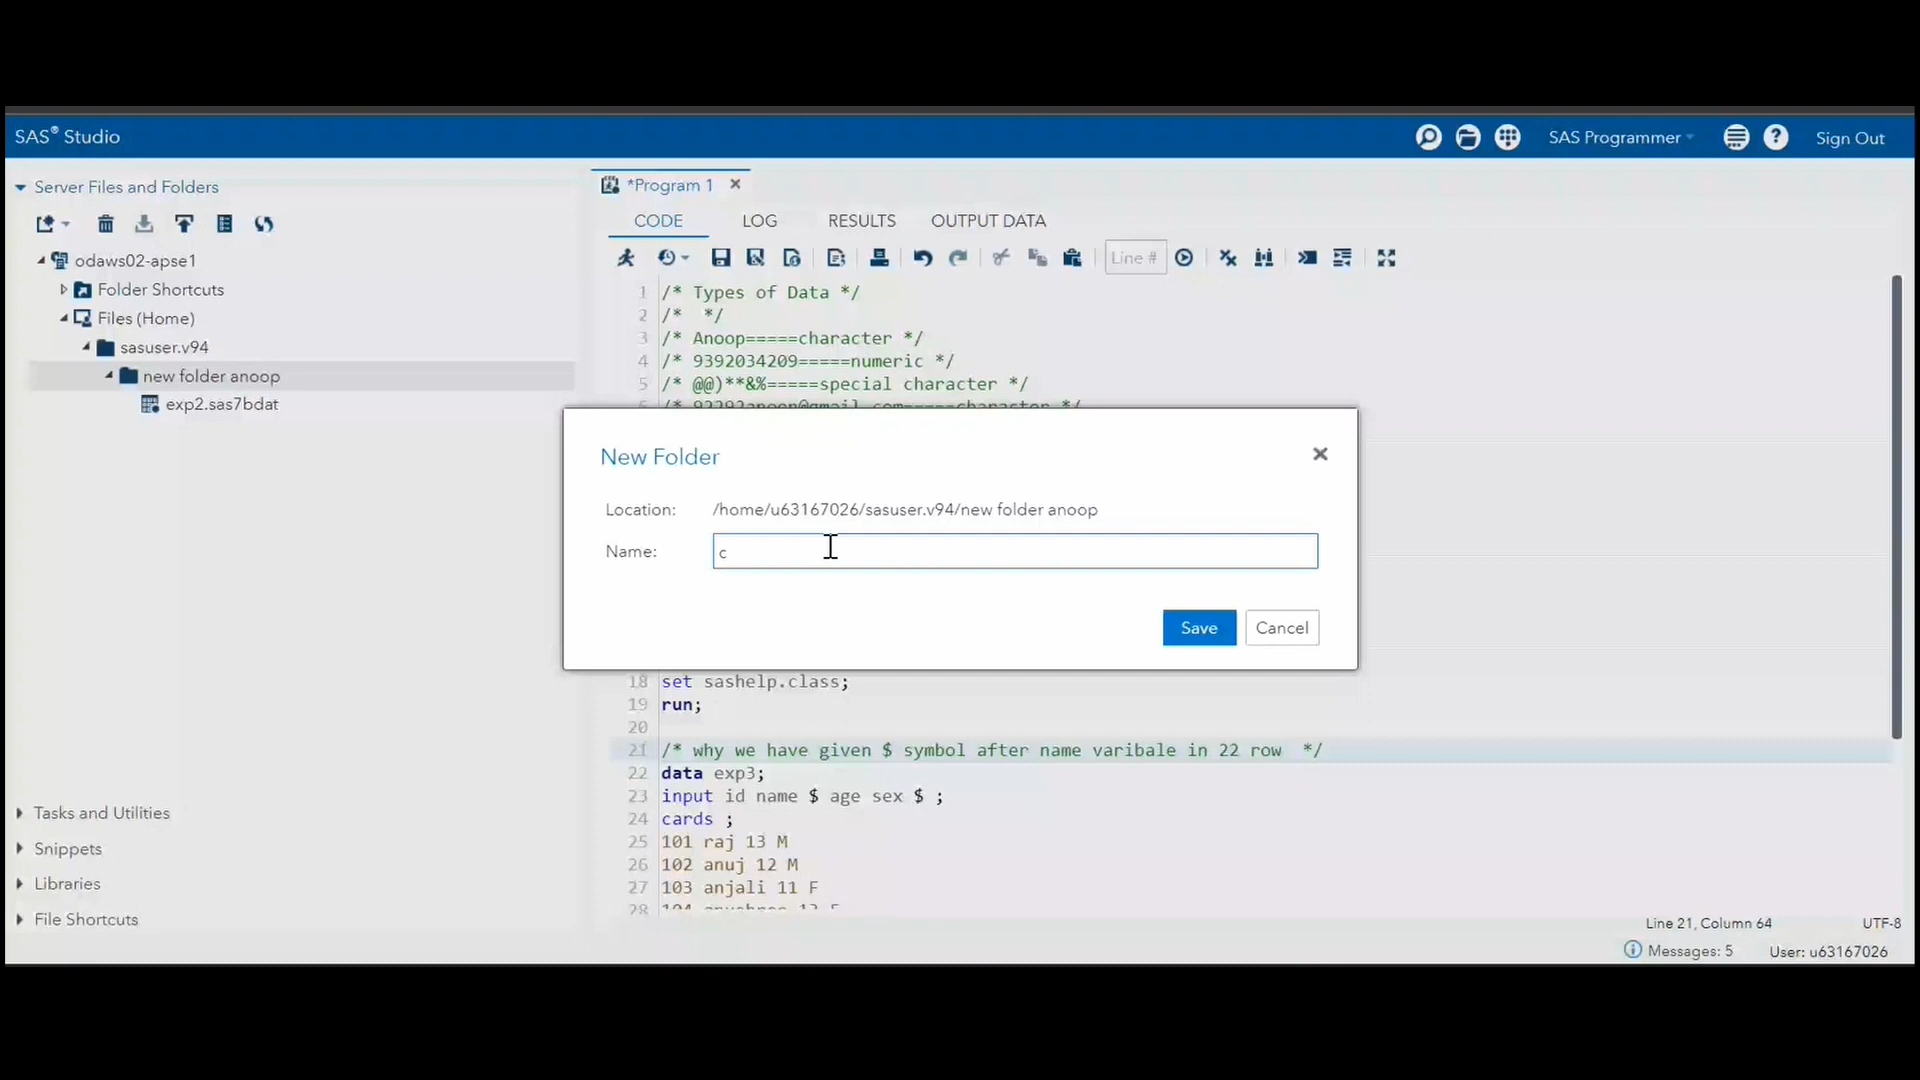 SAS® Studio
SAS Programmer
Sign Out
Server Files and Folders
*Program 1
CODE LOG RESULTS OUTPUT DATA
Line #
odaws02-apse1
Folder Shortcuts
Files (Home)
sasuser.v94
new folder anoop
exp2.sas7bdat
Tasks and Utilities
Snippets
Libraries
File Shortcuts
1 /* Types of Data */
2 /* */
3 /* Anoop=====character */
4 /* 9392034209=====numeric */
5 /* @@)**&%=====special character */
New Folder
Location: /home/u63167026/sasuser.v94/new folder anoop
Name: c
Save Cancel
18 set sashelp.class;
19 run;
20
21 /* why we have given $ symbol after name varibale in 22 row */
22 data exp3;
23 input id name $ age sex $ ;
24 cards ;
25 101 raj 13 M
26 102 anuj 12 M
27 103 anjali 11 F
28
Line 21, Column 64 UTF-8
Messages: 5 User: u63167026